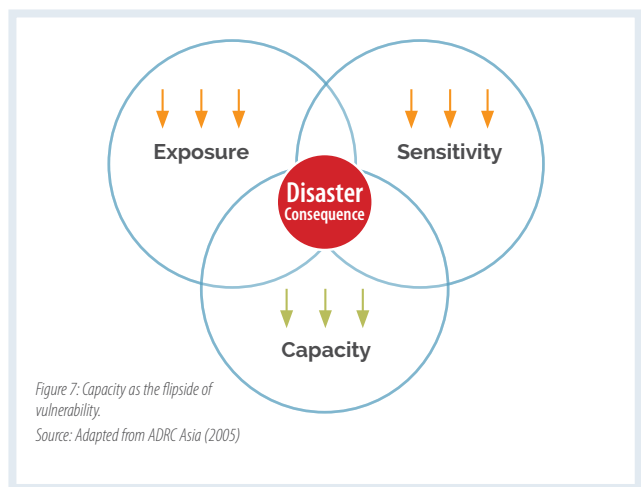 Exposure
Sensitivity
Disaster
Consequence
Capacity
Figure 7: Capacity as the flipside of
vulnerability.
Source: Adapted from ADRC Asia (2005)